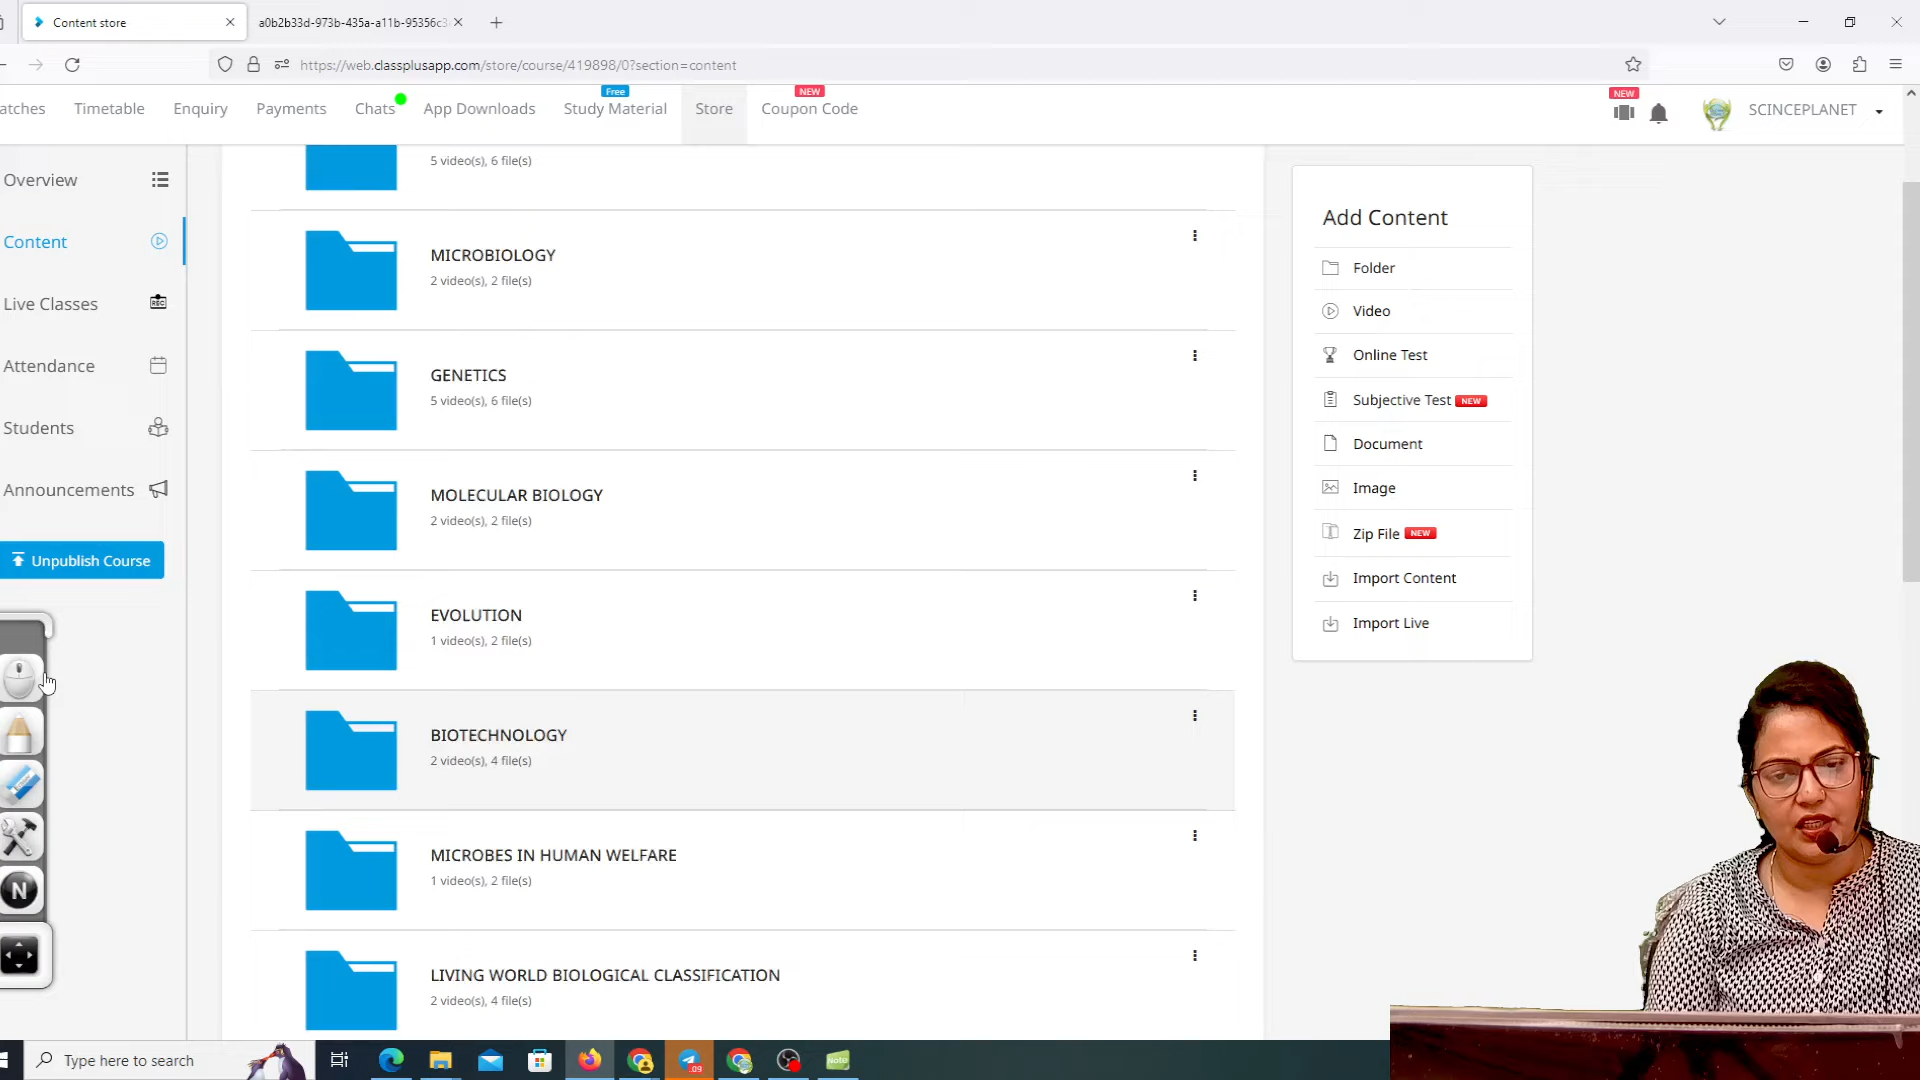 Content store
a0b2b33d-973b-435a-a11b-95356c3
https://web.classplusapp.com/store/course/419898/0?section=content
atches
Timetable
Enquiry
Payments
Chats
App Downloads
Free
Study Material
Store
NEW
Coupon Code
NEW
SCINCEPLANET
Overview
Content
Live Classes
REC
Attendance
Students
Announcements
Unpublish Course
5 video(s), 6 file(s)
MICROBIOLOGY
2 video(s), 2 file(s)
GENETICS
5 video(s), 6 file(s)
MOLECULAR BIOLOGY
2 video(s), 2 file(s)
EVOLUTION
1 video(s), 2 file(s)
BIOTECHNOLOGY
2 video(s), 4 file(s)
MICROBES IN HUMAN WELFARE
1 video(s), 2 file(s)
LIVING WORLD BIOLOGICAL CLASSIFICATION
2 video(s), 4 file(s)
Add Content
Folder
Video
Online Test
Subjective Test NEW
Document
Image
Zip File NEW
Import Content
Import Live
N
Type here to search
.09
Note